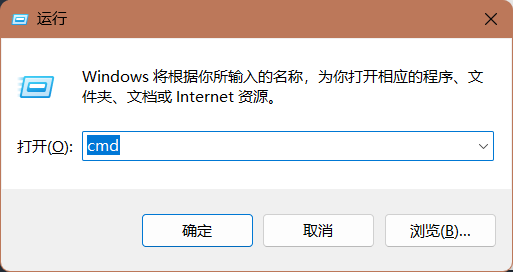 运行
Windows 将根据你所输入的名称，为你打开相应的程序、文
件夹、文档或 Internet 资源。
打开(O): cmd
确定 取消 浏览(B)...